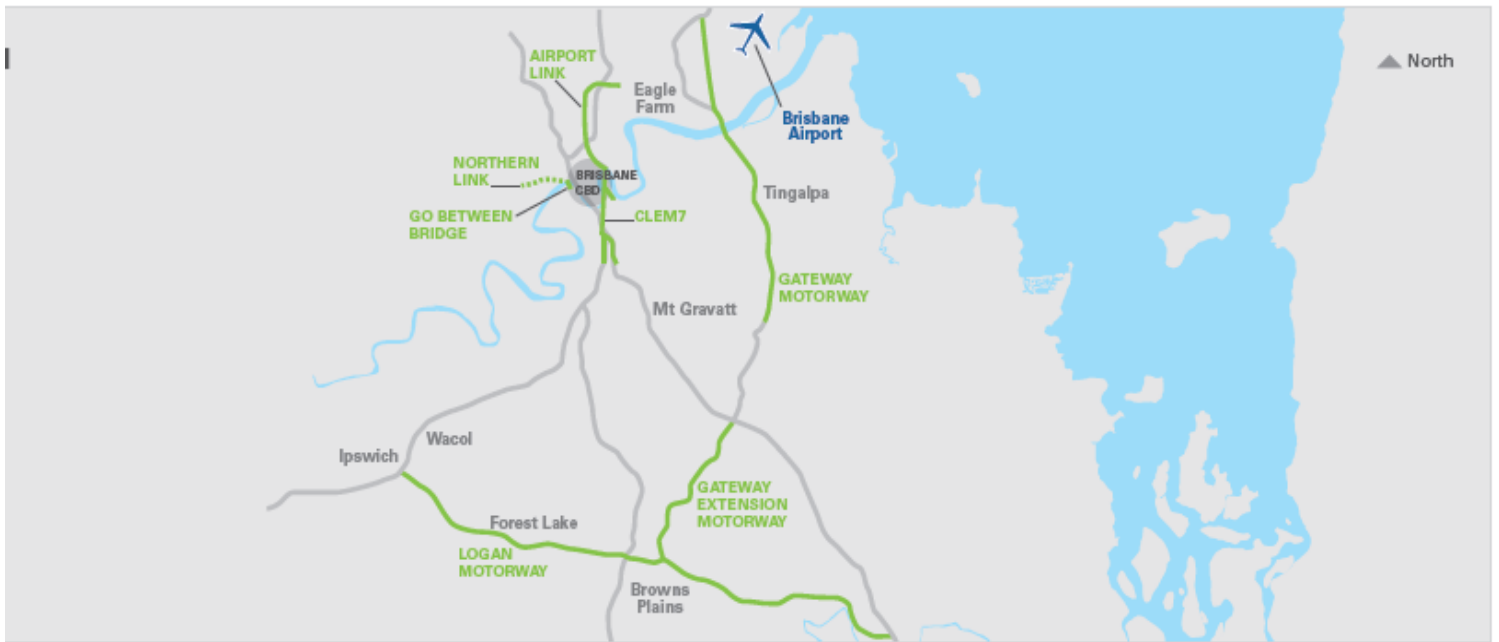 AIRPORT
LINK
Eagle
Farm
North
Brisbane
Airport
NORTHERN
LINK
BRISBANE
CBD
Tingalpa
GO BETWEEN
BRIDGE
CLEM7
GATEWAY
MOTORWAY
Mt Gravatt
Wacol
Ipswich
GATEWAY
EXTENSION
MOTORWAY
Forest Lake
LOGAN
MOTORWAY
Browns
Plains